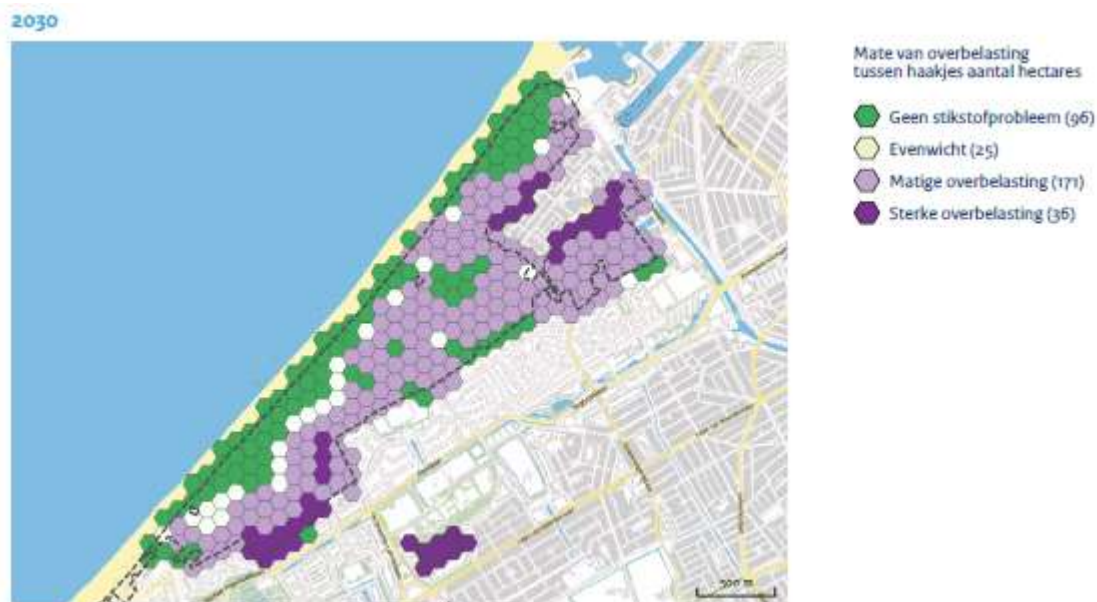 2030
Mate van overbelasting
tussen haakjes aantal hectares
Geen stikstofprobleem (96)
Evenwicht (25)
Matige overbelasting (171)
Sterke overbelasting (36)
500 m